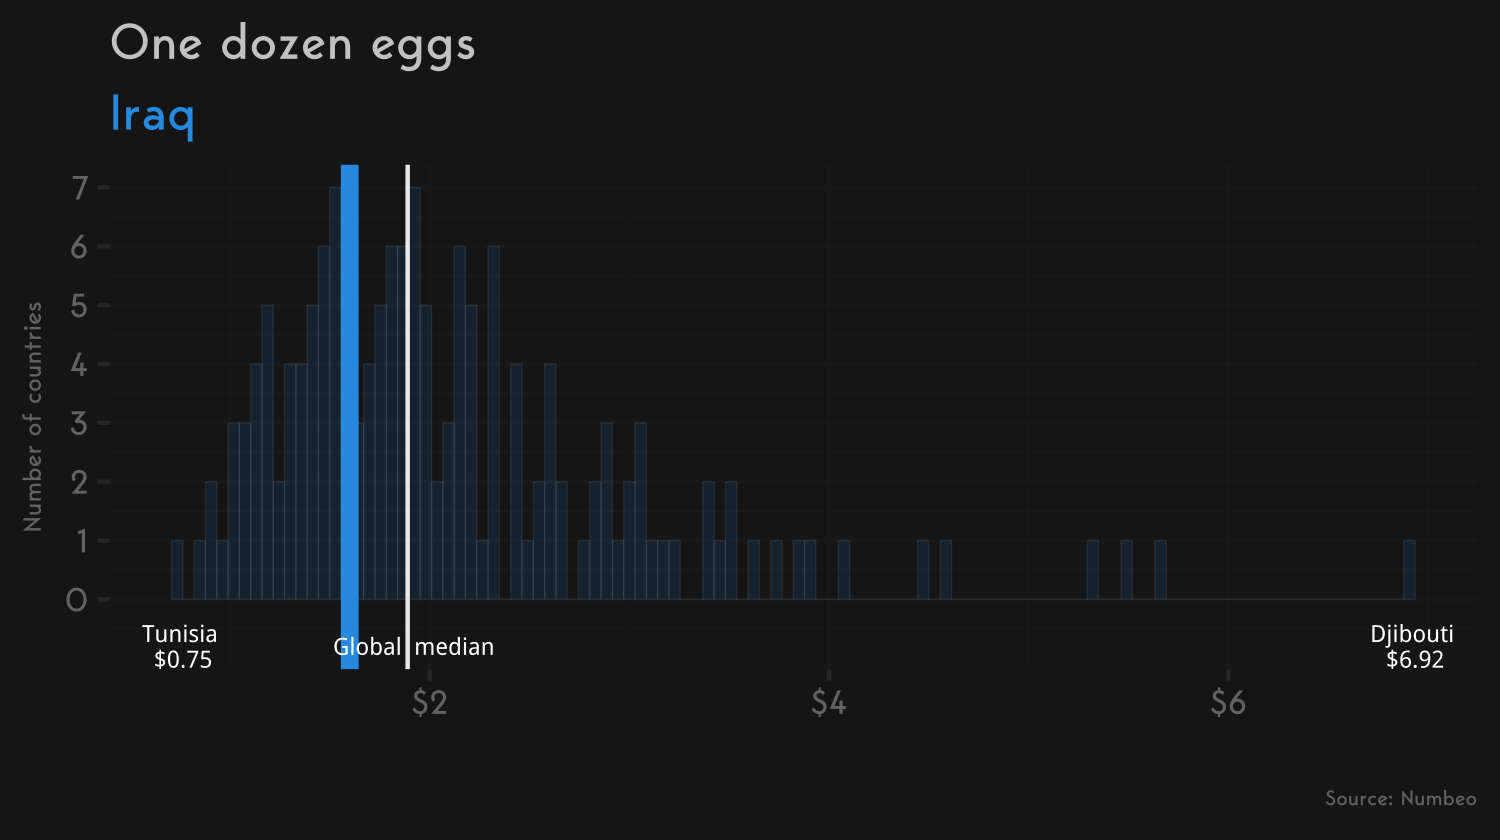 One dozen eggs
Iraq
Number of countries
7
6
5
4
3
2
1
0
Tunisia
$0.75
Global median
Djibouti
$6.92
$2 $4 $6
Source: Numbeo